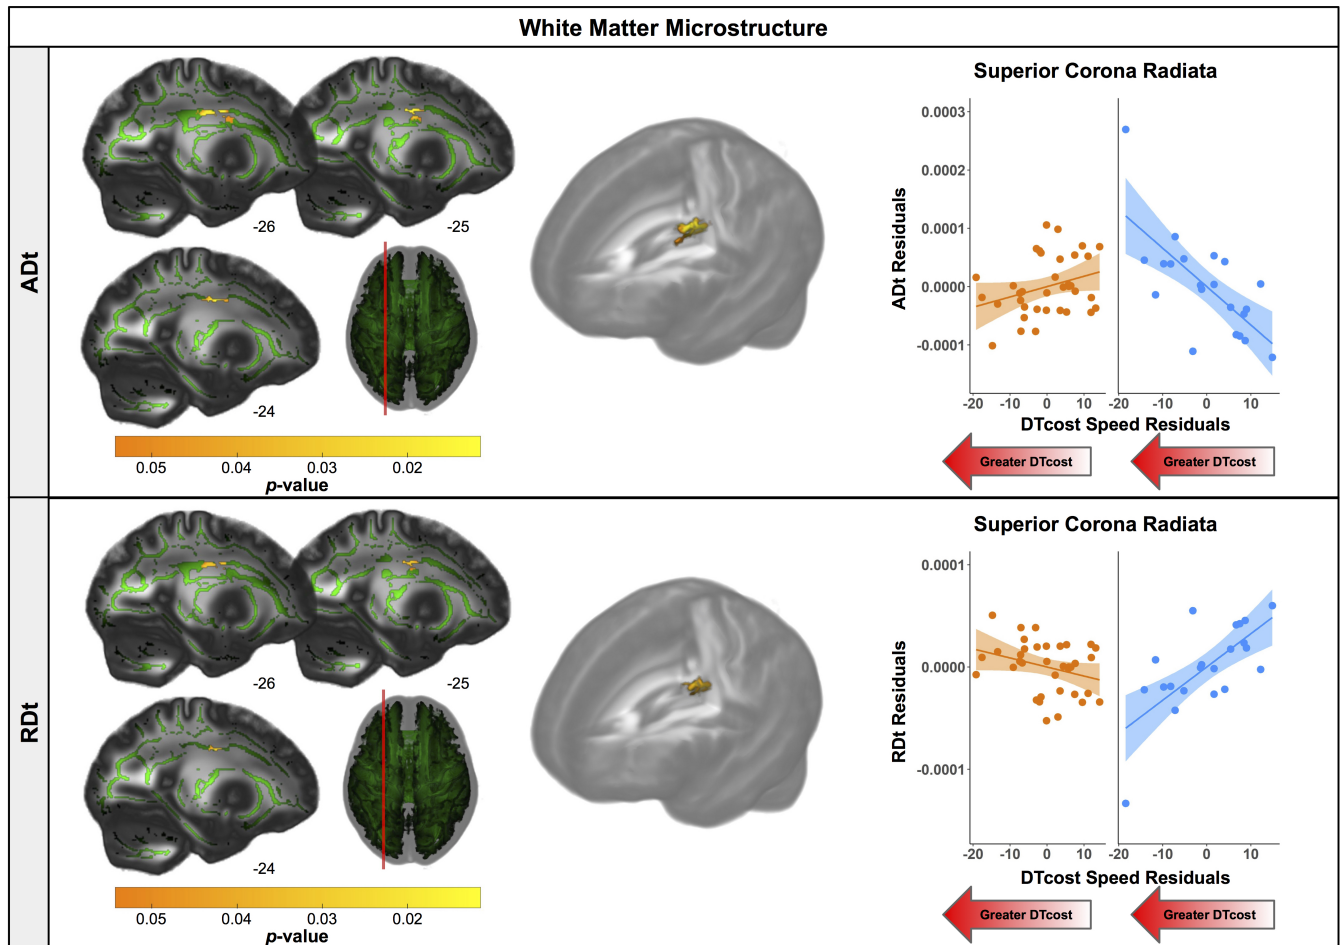 White Matter Microstructure
ADt
-26
-25
-24
0.05 0.04 0.03 0.02
p-value
Superior Corona Radiata
ADt Residuals
0.0003
0.0002
0.0001
0.0000
-0.0001
-20 -10 0 10 -20 -10 0 10
DTcost Speed Residuals
Greater DTcost Greater DTcost
RDt
-26
-25
-24
0.05 0.04 0.03 0.02
p-value
Superior Corona Radiata
RDt Residuals
0.0001
0.0000
-0.0001
-20 -10 0 10 -20 -10 0 10
DTcost Speed Residuals
Greater DTcost Greater DTcost